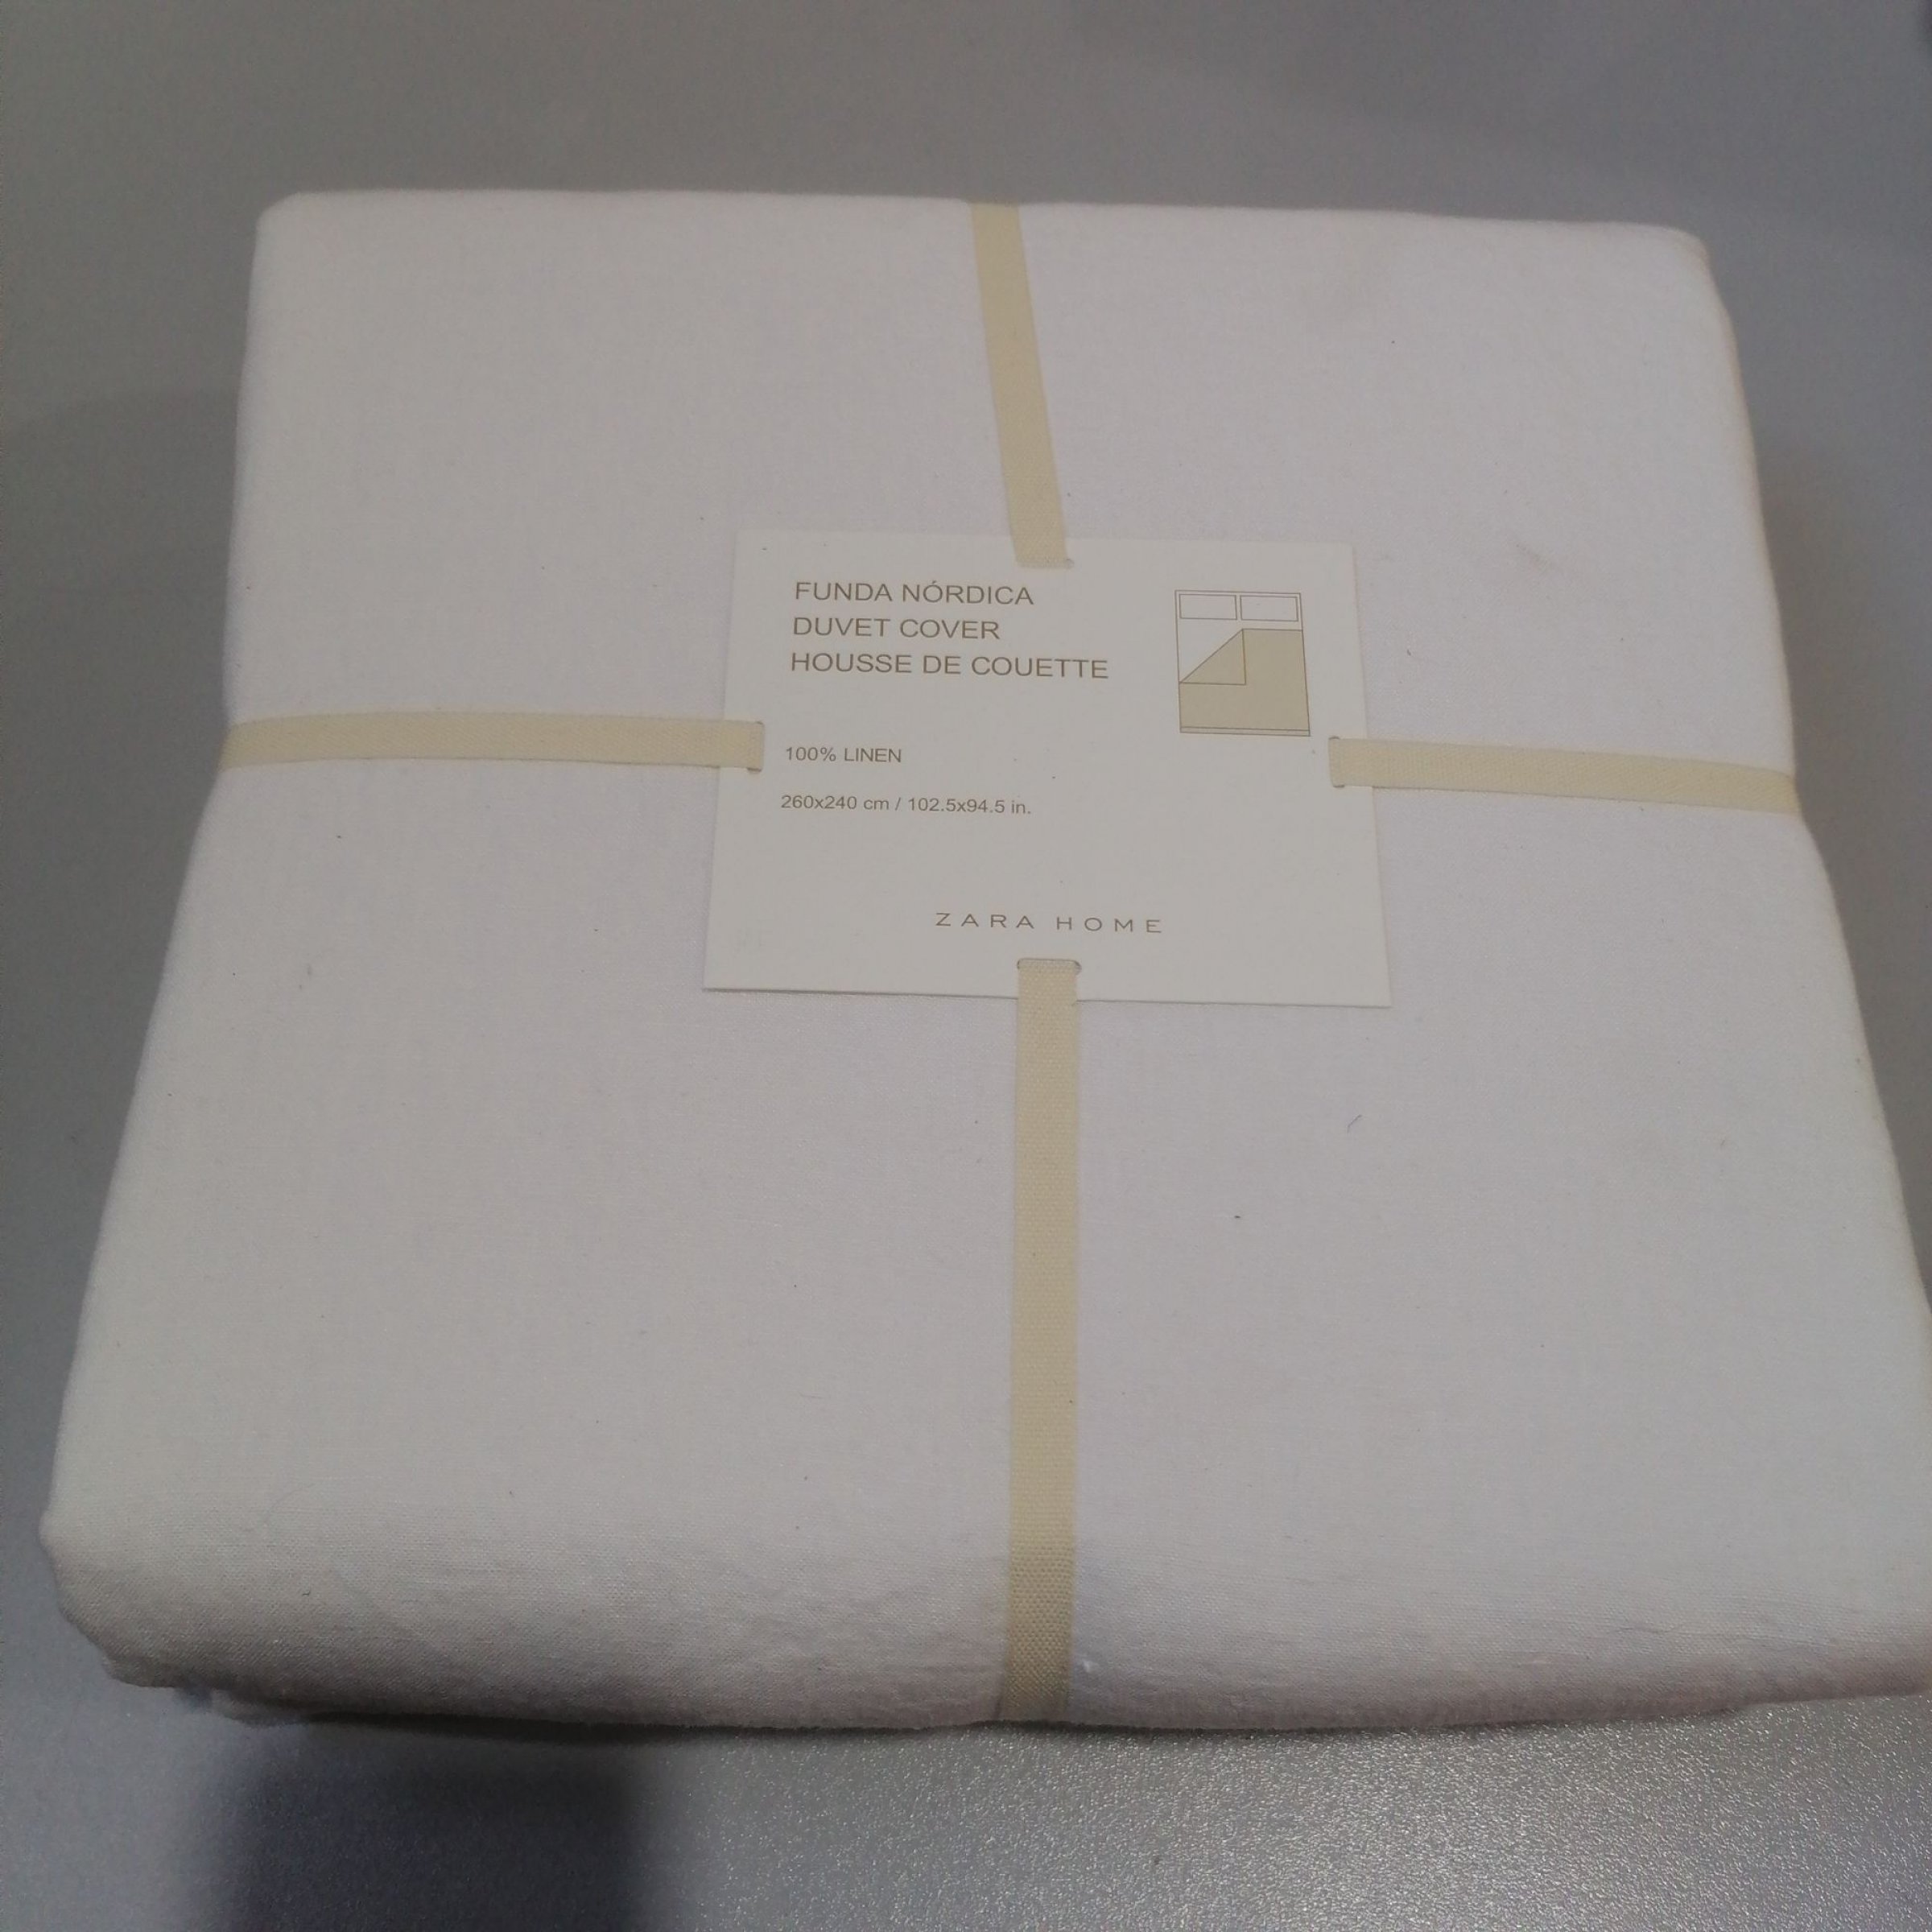 FUNDA NÓRDICA
DUVET COVER
HOUSSE DE COUETTE
100% LINEN
260x240 cm / 102.5x94.5 in.
ZARA HOME